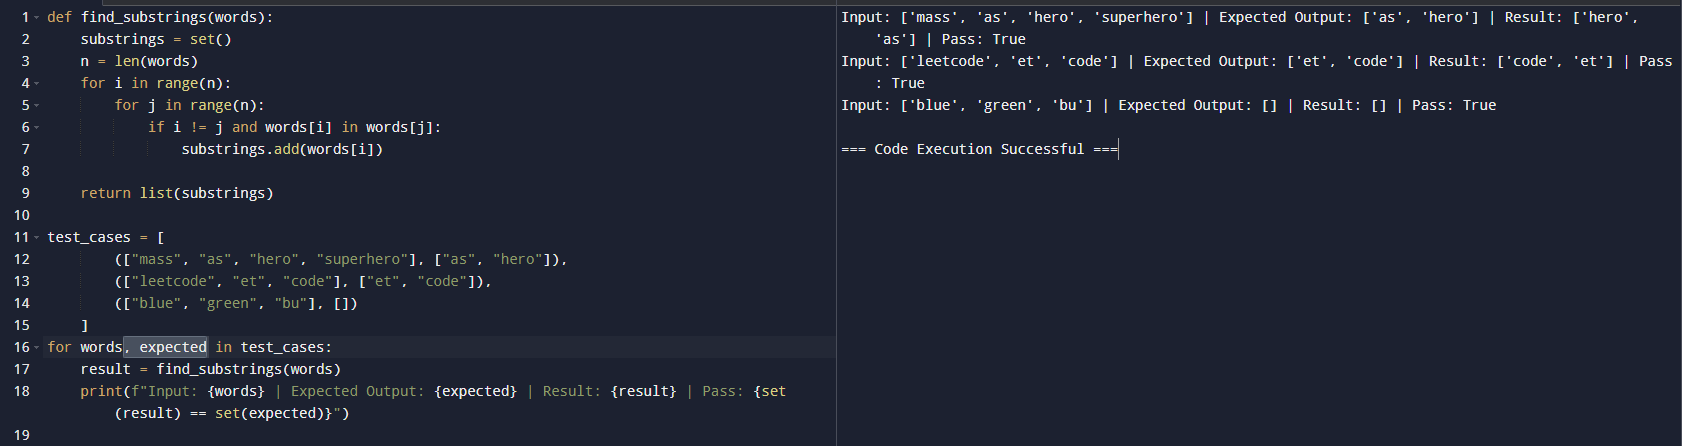 1 def find_substrings(words):
2     substrings = set()
3     n = len(words)
4     for i in range(n):
5         for j in range(n):
6             if i != j and words[i] in words[j]:
7                 substrings.add(words[i])
8
9     return list(substrings)
10
11 test_cases = [
12         (["mass", "as", "hero", "superhero"], ["as", "hero"]),
13         (["leetcode", "et", "code"], ["et", "code"]),
14         (["blue", "green", "bu"], [])
15     ]
16 for words, expected in test_cases:
17     result = find_substrings(words)
18     print(f"Input: {words} | Expected Output: {expected} | Result: {result} | Pass: {set
        (result) == set(expected)}")
19
Input: ['mass', 'as', 'hero', 'superhero'] | Expected Output: ['as', 'hero'] | Result: ['hero',
    'as'] | Pass: True
Input: ['leetcode', 'et', 'code'] | Expected Output: ['et', 'code'] | Result: ['code', 'et'] | Pass
    : True
Input: ['blue', 'green', 'bu'] | Expected Output: [] | Result: [] | Pass: True

=== Code Execution Successful ===